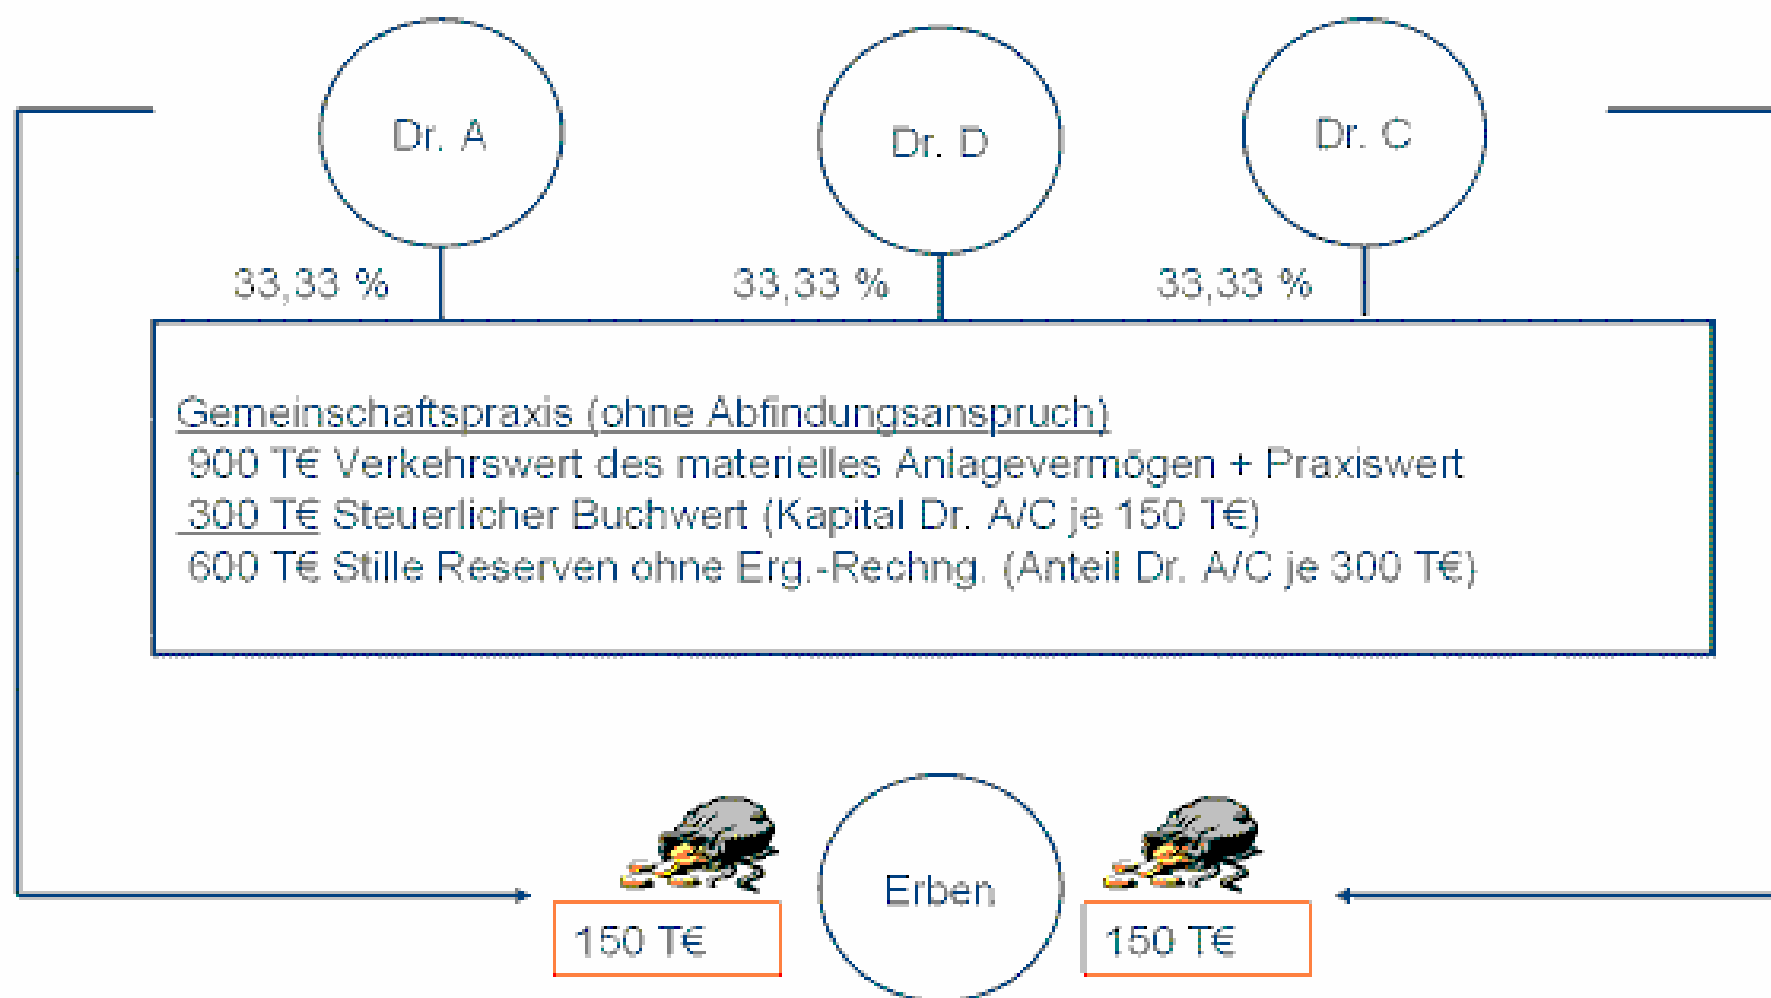 Dr. A
Dr. D
Dr. C
33,33 %
33,33 %
33,33 %
Gemeinschaftspraxis (ohne Abfindungsanspruch)
900 T€ Verkehrswert des materielles Anlagevermögen + Praxiswert
300 T€ Steuerlicher Buchwert (Kapital Dr. A/C je 150 T€)
600 T€ Stille Reserven ohne Erg.-Rechng. (Anteil Dr. A/C je 300 T€)
Erben
150 T€
150 T€